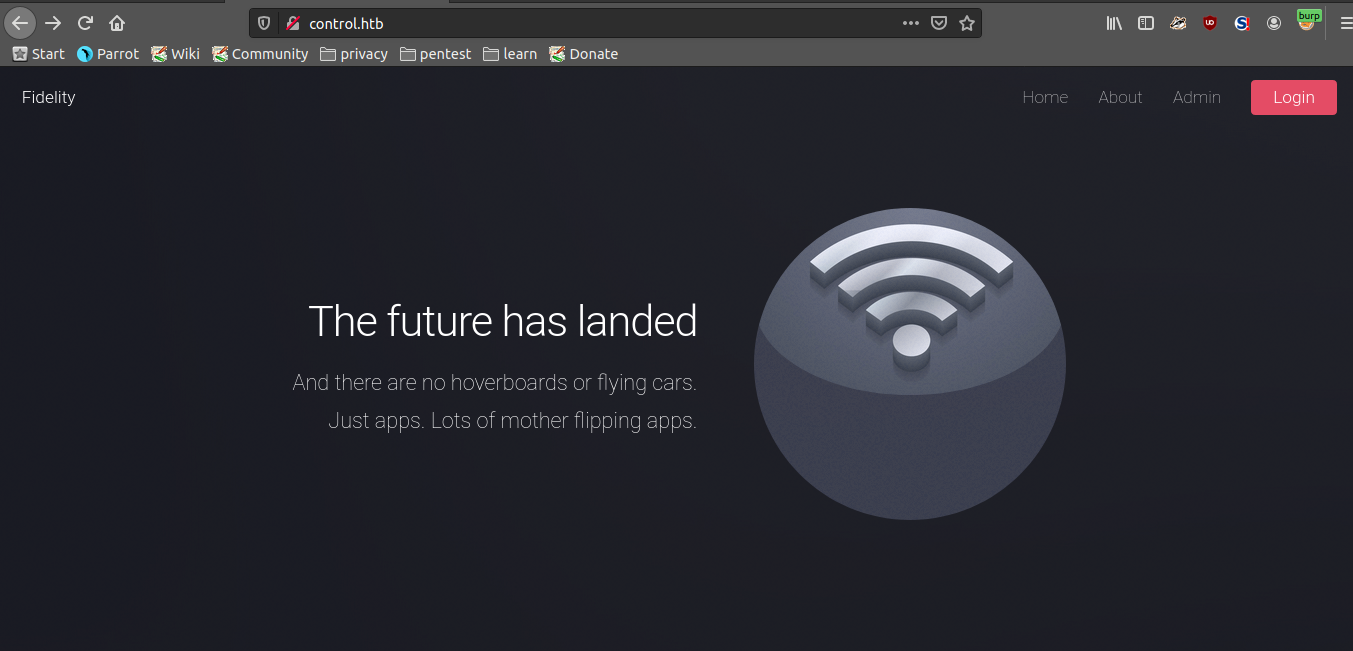 control.htb
burp
Start Parrot Wiki Community privacy pentest learn Donate
Fidelity Home About Admin Login
The future has landed
And there are no hoverboards or flying cars.
Just apps. Lots of mother flipping apps.